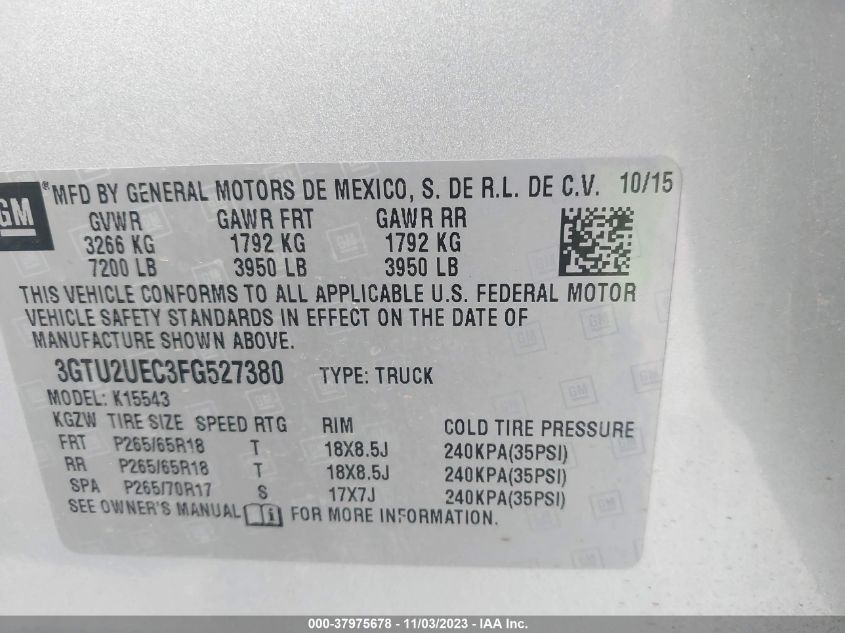 GM
® MFD BY GENERAL MOTORS DE MEXICO, S. DE R.L. DE C.V. 10/15
GVWR GAWR FRT GAWR RR
3266 KG 1792 KG 1792 KG
7200 LB 3950 LB 3950 LB
THIS VEHICLE CONFORMS TO ALL APPLICABLE U.S. FEDERAL MOTOR
VEHICLE SAFETY STANDARDS IN EFFECT ON THE DATE OF
MANUFACTURE SHOWN ABOVE.
3GTU2UEC3FG527380 TYPE: TRUCK
MODEL: K15543
KGZW TIRE SIZE SPEED RTG RIM COLD TIRE PRESSURE
FRT P265/65R18 T 18X8.5J 240KPA(35PSI)
RR P265/65R18 T 18X8.5J 240KPA(35PSI)
SPA P265/70R17 S 17X7J 240KPA(35PSI)
SEE OWNER'S MANUAL i FOR MORE INFORMATION.
000-37975678 - 11/03/2023 - IAA Inc.